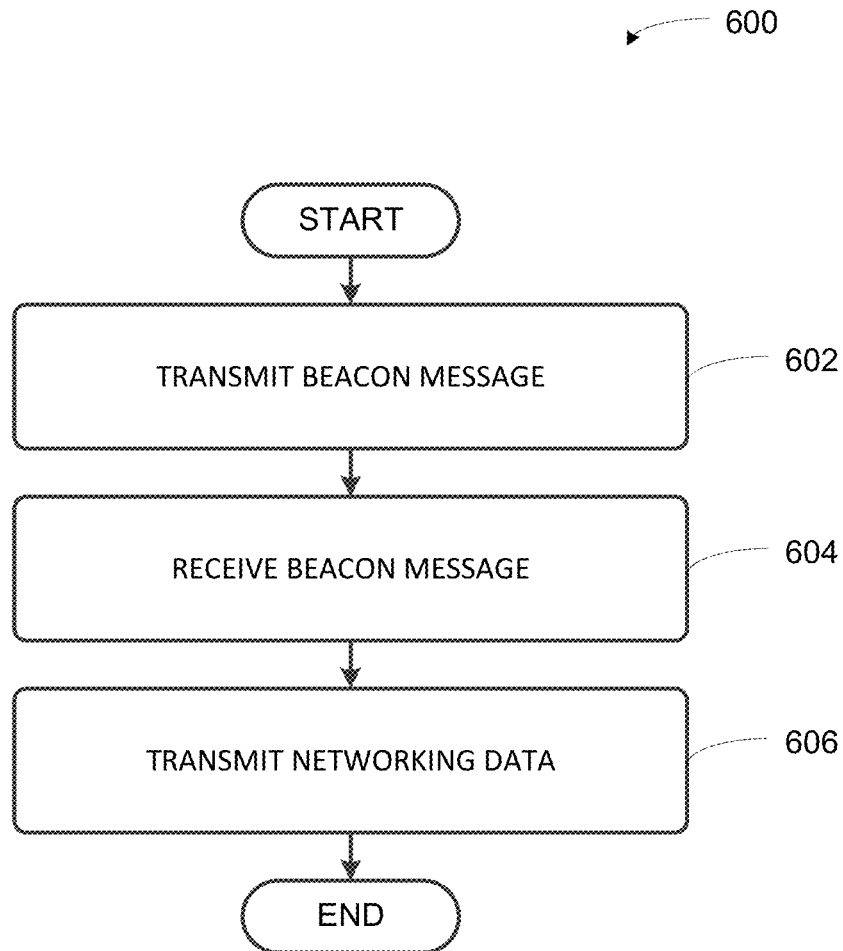 600
START
TRANSMIT BEACON MESSAGE
602
RECEIVE BEACON MESSAGE
604
TRANSMIT NETWORKING DATA
606
END